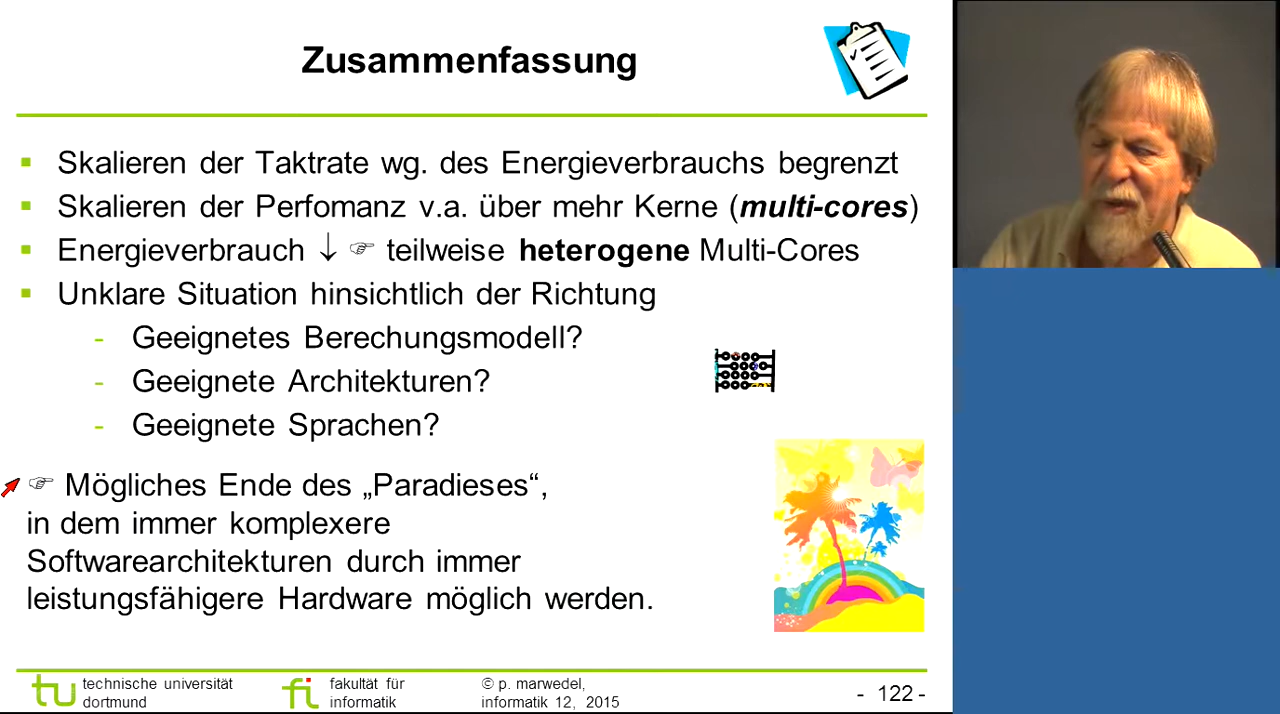 Zusammenfassung
▪ Skalieren der Taktrate wg. des Energieverbrauchs begrenzt
▪ Skalieren der Perfomanz v.a. über mehr Kerne (multi-cores)
▪ Energieverbrauch ↓ ☞ teilweise heterogene Multi-Cores
▪ Unklare Situation hinsichtlich der Richtung
- Geeignetes Berechungsmodell?
- Geeignete Architekturen?
- Geeignete Sprachen?
☞ Mögliches Ende des „Paradieses“,
in dem immer komplexere
Softwarearchitekturen durch immer
leistungsfähigere Hardware möglich werden.
tu technische universität
dortmund
fi fakultät für
informatik
© p. marwedel,
informatik 12, 2015
- 122 -